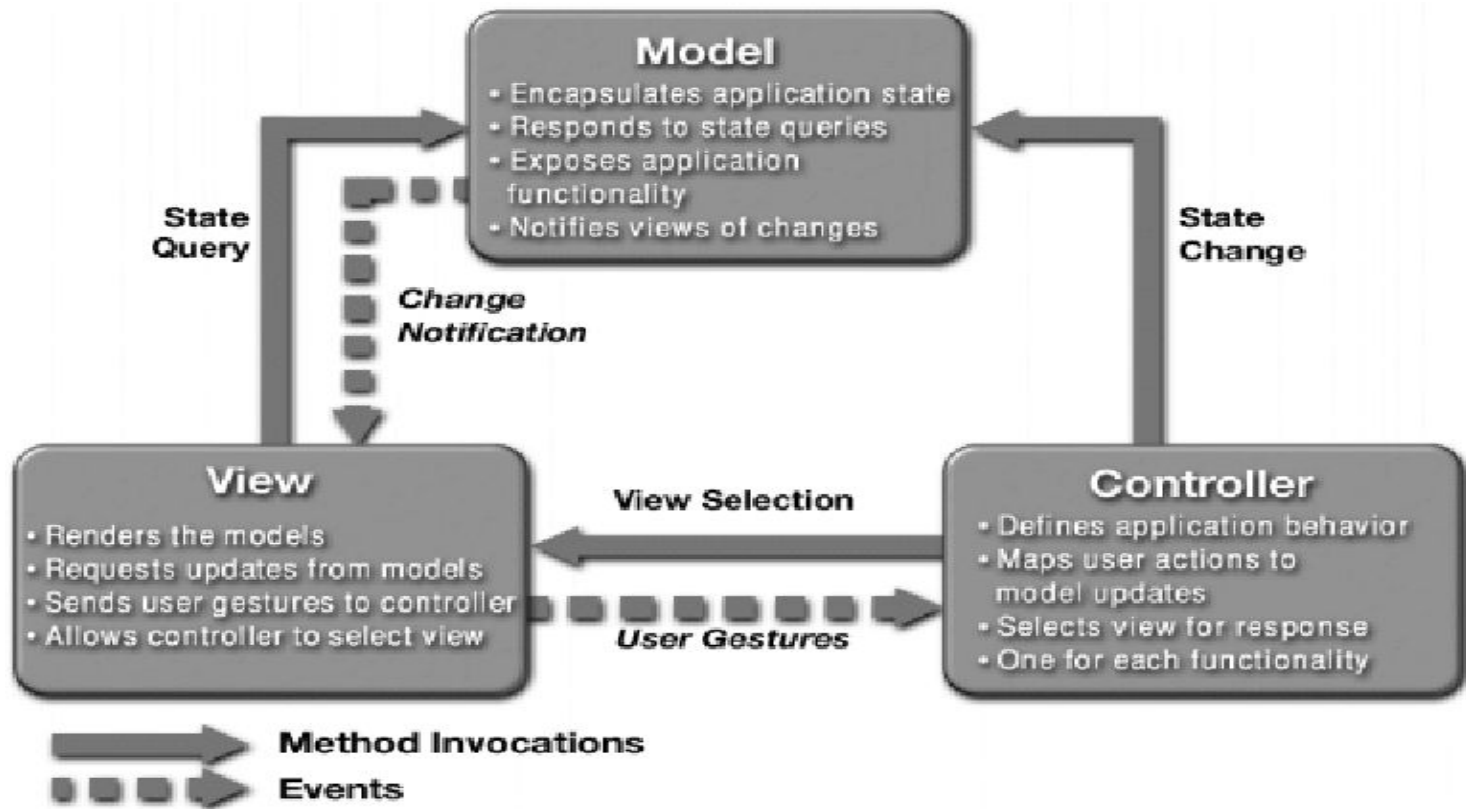 Model
• Encapsulates application state
• Responds to state queries
• Exposes application
functionality
• Notifies views of changes
State
Query
Change
Notification
State
Change
View
• Renders the models
• Requests updates from models
• Sends user gestures to controller
• Allows controller to select view
View Selection
User Gestures
Controller
• Defines application behavior
• Maps user actions to
model updates
• Selects view for response
• One for each functionality
Method Invocations
Events